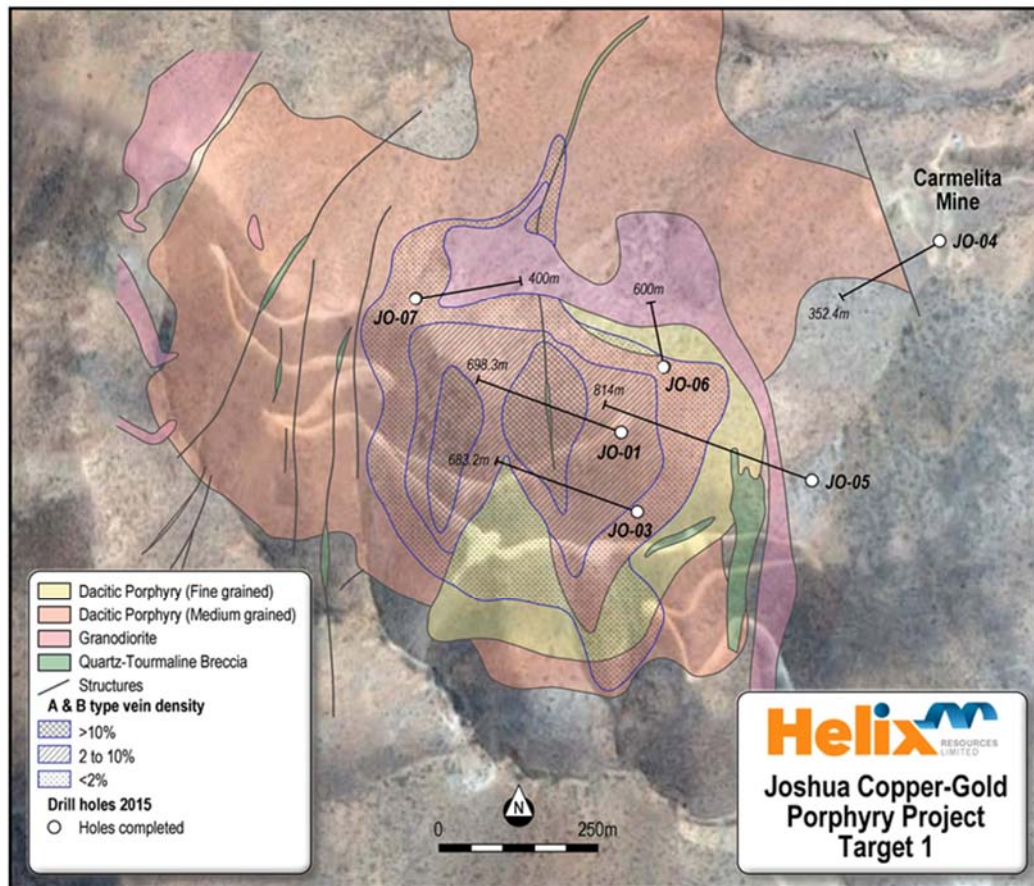 Carmelita
Mine
JO-04
400m
600m
JO-07
352.4m
698.3m
JO-06
814m
JO-01
683.2m
JO-05
JO-03
Dacitic Porphyry (Fine grained)
Dacitic Porphyry (Medium grained)
Granodiorite
Quartz-Tourmaline Breccia
Structures
A & B type vein density
>10%
2 to 10%
<2%
Drill holes 2015
Holes completed
N
0 250m
Helix
RESOURCES
LIMITED
Joshua Copper-Gold
Porphyry Project
Target 1